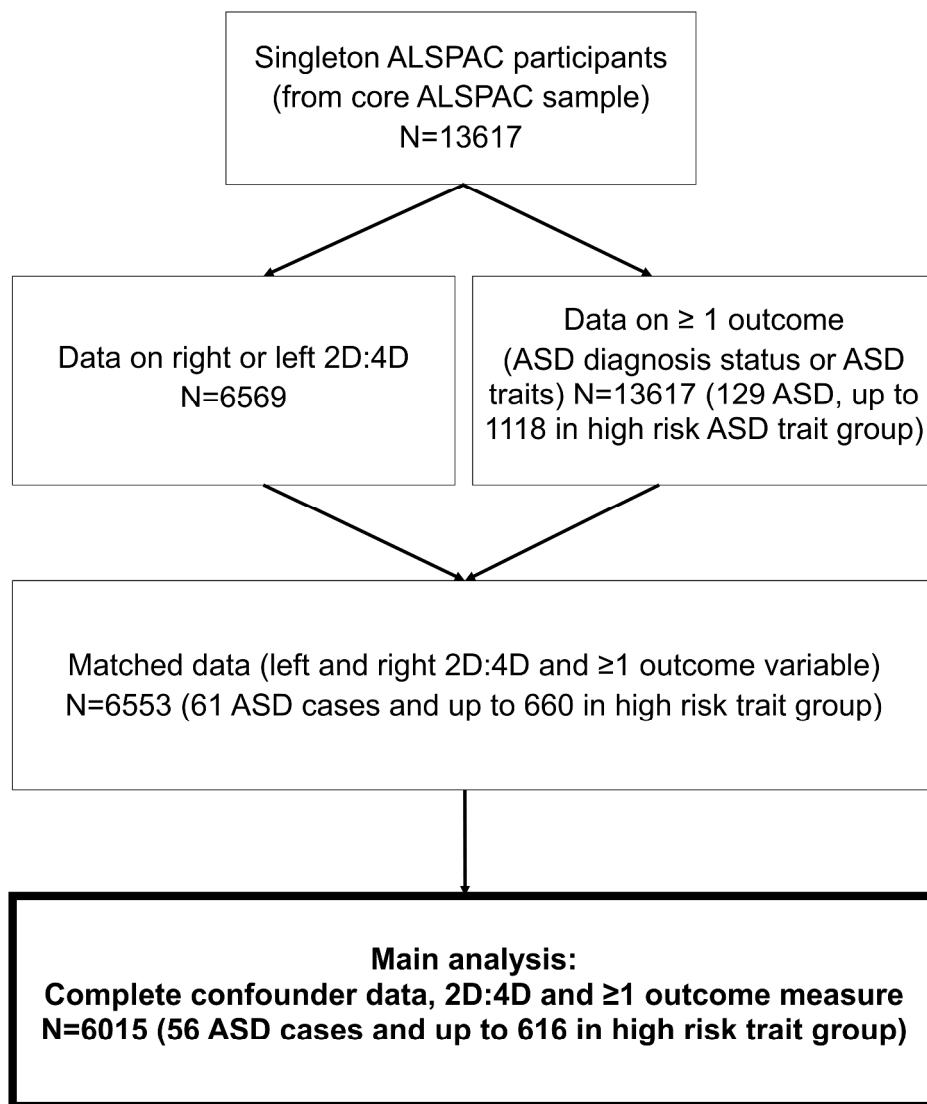 Singleton ALSPAC participants
(from core ALSPAC sample)
N=13617
Data on right or left 2D:4D
N=6569
Data on ≥ 1 outcome
(ASD diagnosis status or ASD
traits) N=13617 (129 ASD, up to
1118 in high risk ASD trait group)
Matched data (left and right 2D:4D and ≥1 outcome variable)
N=6553 (61 ASD cases and up to 660 in high risk trait group)
Main analysis:
Complete confounder data, 2D:4D and ≥1 outcome measure
N=6015 (56 ASD cases and up to 616 in high risk trait group)